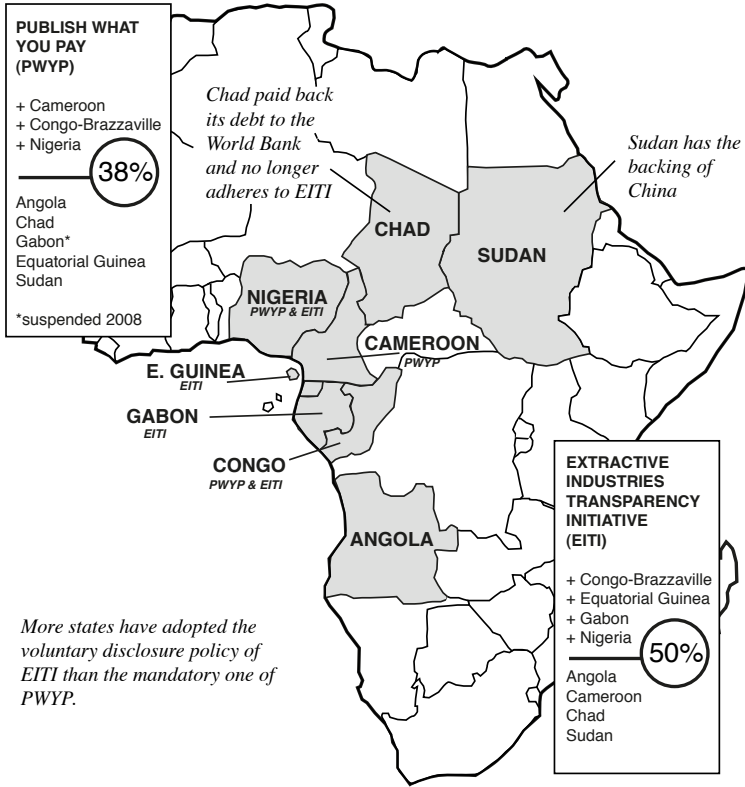 PUBLISH WHAT
YOU PAY
(PWYP)
+ Cameroon
+ Congo-Brazzaville
+ Nigeria
38%
Angola
Chad
Gabon*
Equatorial Guinea
Sudan
*suspended 2008
Chad paid back
its debt to the
World Bank
and no longer
adheres to EITI
Sudan has the
backing of
China
CHAD
SUDAN
NIGERIA
PWYP & EITI
CAMEROON
PWYP
E. GUINEA
EITI
GABON
EITI
CONGO
PWYP & EITI
ANGOLA
EXTRACTIVE
INDUSTRIES
TRANSPARENCY
INITIATIVE
(EITI)
+ Congo-Brazzaville
+ Equatorial Guinea
+ Gabon
+ Nigeria
50%
Angola
Cameroon
Chad
Sudan
More states have adopted the
voluntary disclosure policy of
EITI than the mandatory one of
PWYP.